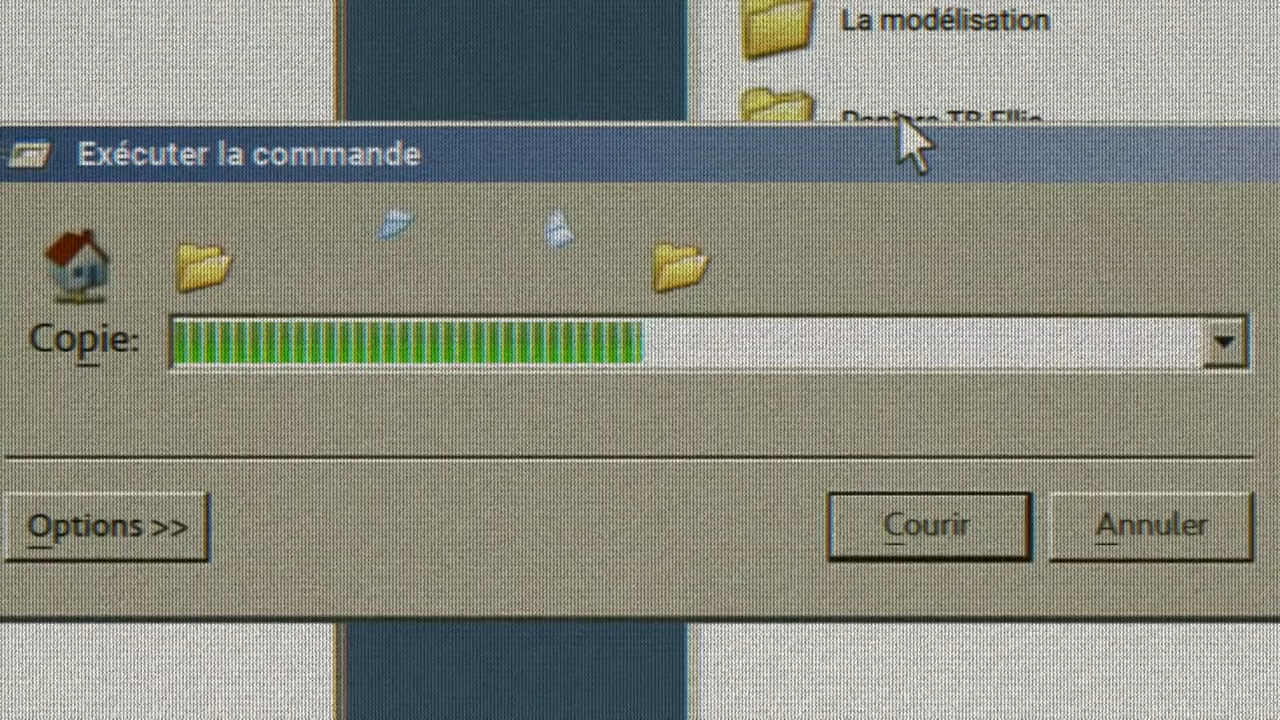 La modélisation
Exécuter la commande
Copie:
Options >>
Courir
Annuler